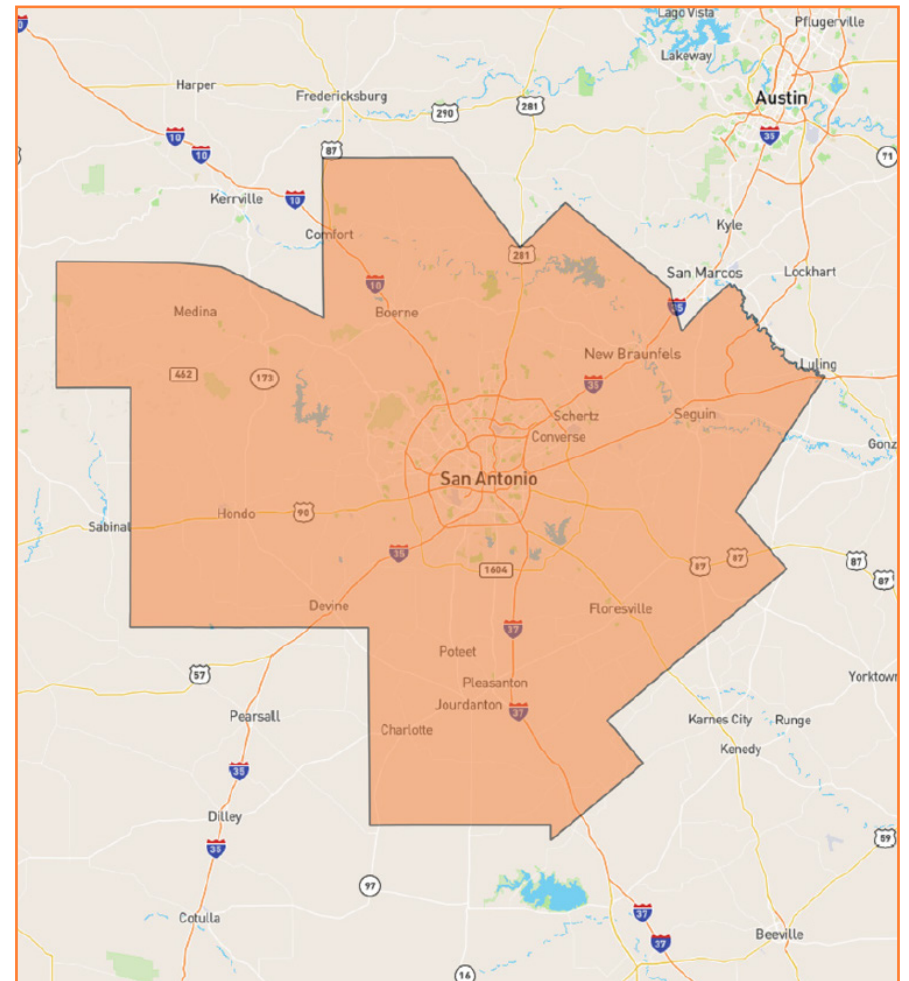 Lago Vista
Pflugerville
Lakeway
Harper
Fredericksburg
290
281
Austin
10
35
10
87
71
Kerrville
10
Comfort
Kyle
281
San Marcos
Lockhart
10
Medina
Boerne
35
New Braunfels
Luling
462
173
35
Schertz
Seguin
Converse
Gonz
San Antonio
Sabinal
Hondo
90
35
87
87
87
87
1604
Devine
Floresville
37
Poteet
57
Pleasanton
Yorktown
Jourdanton
37
Pearsall
Charlotte
Karnes City
Runge
Kenedy
35
Dilley
59
35
97
Cotulla
37
Beeville
37
16